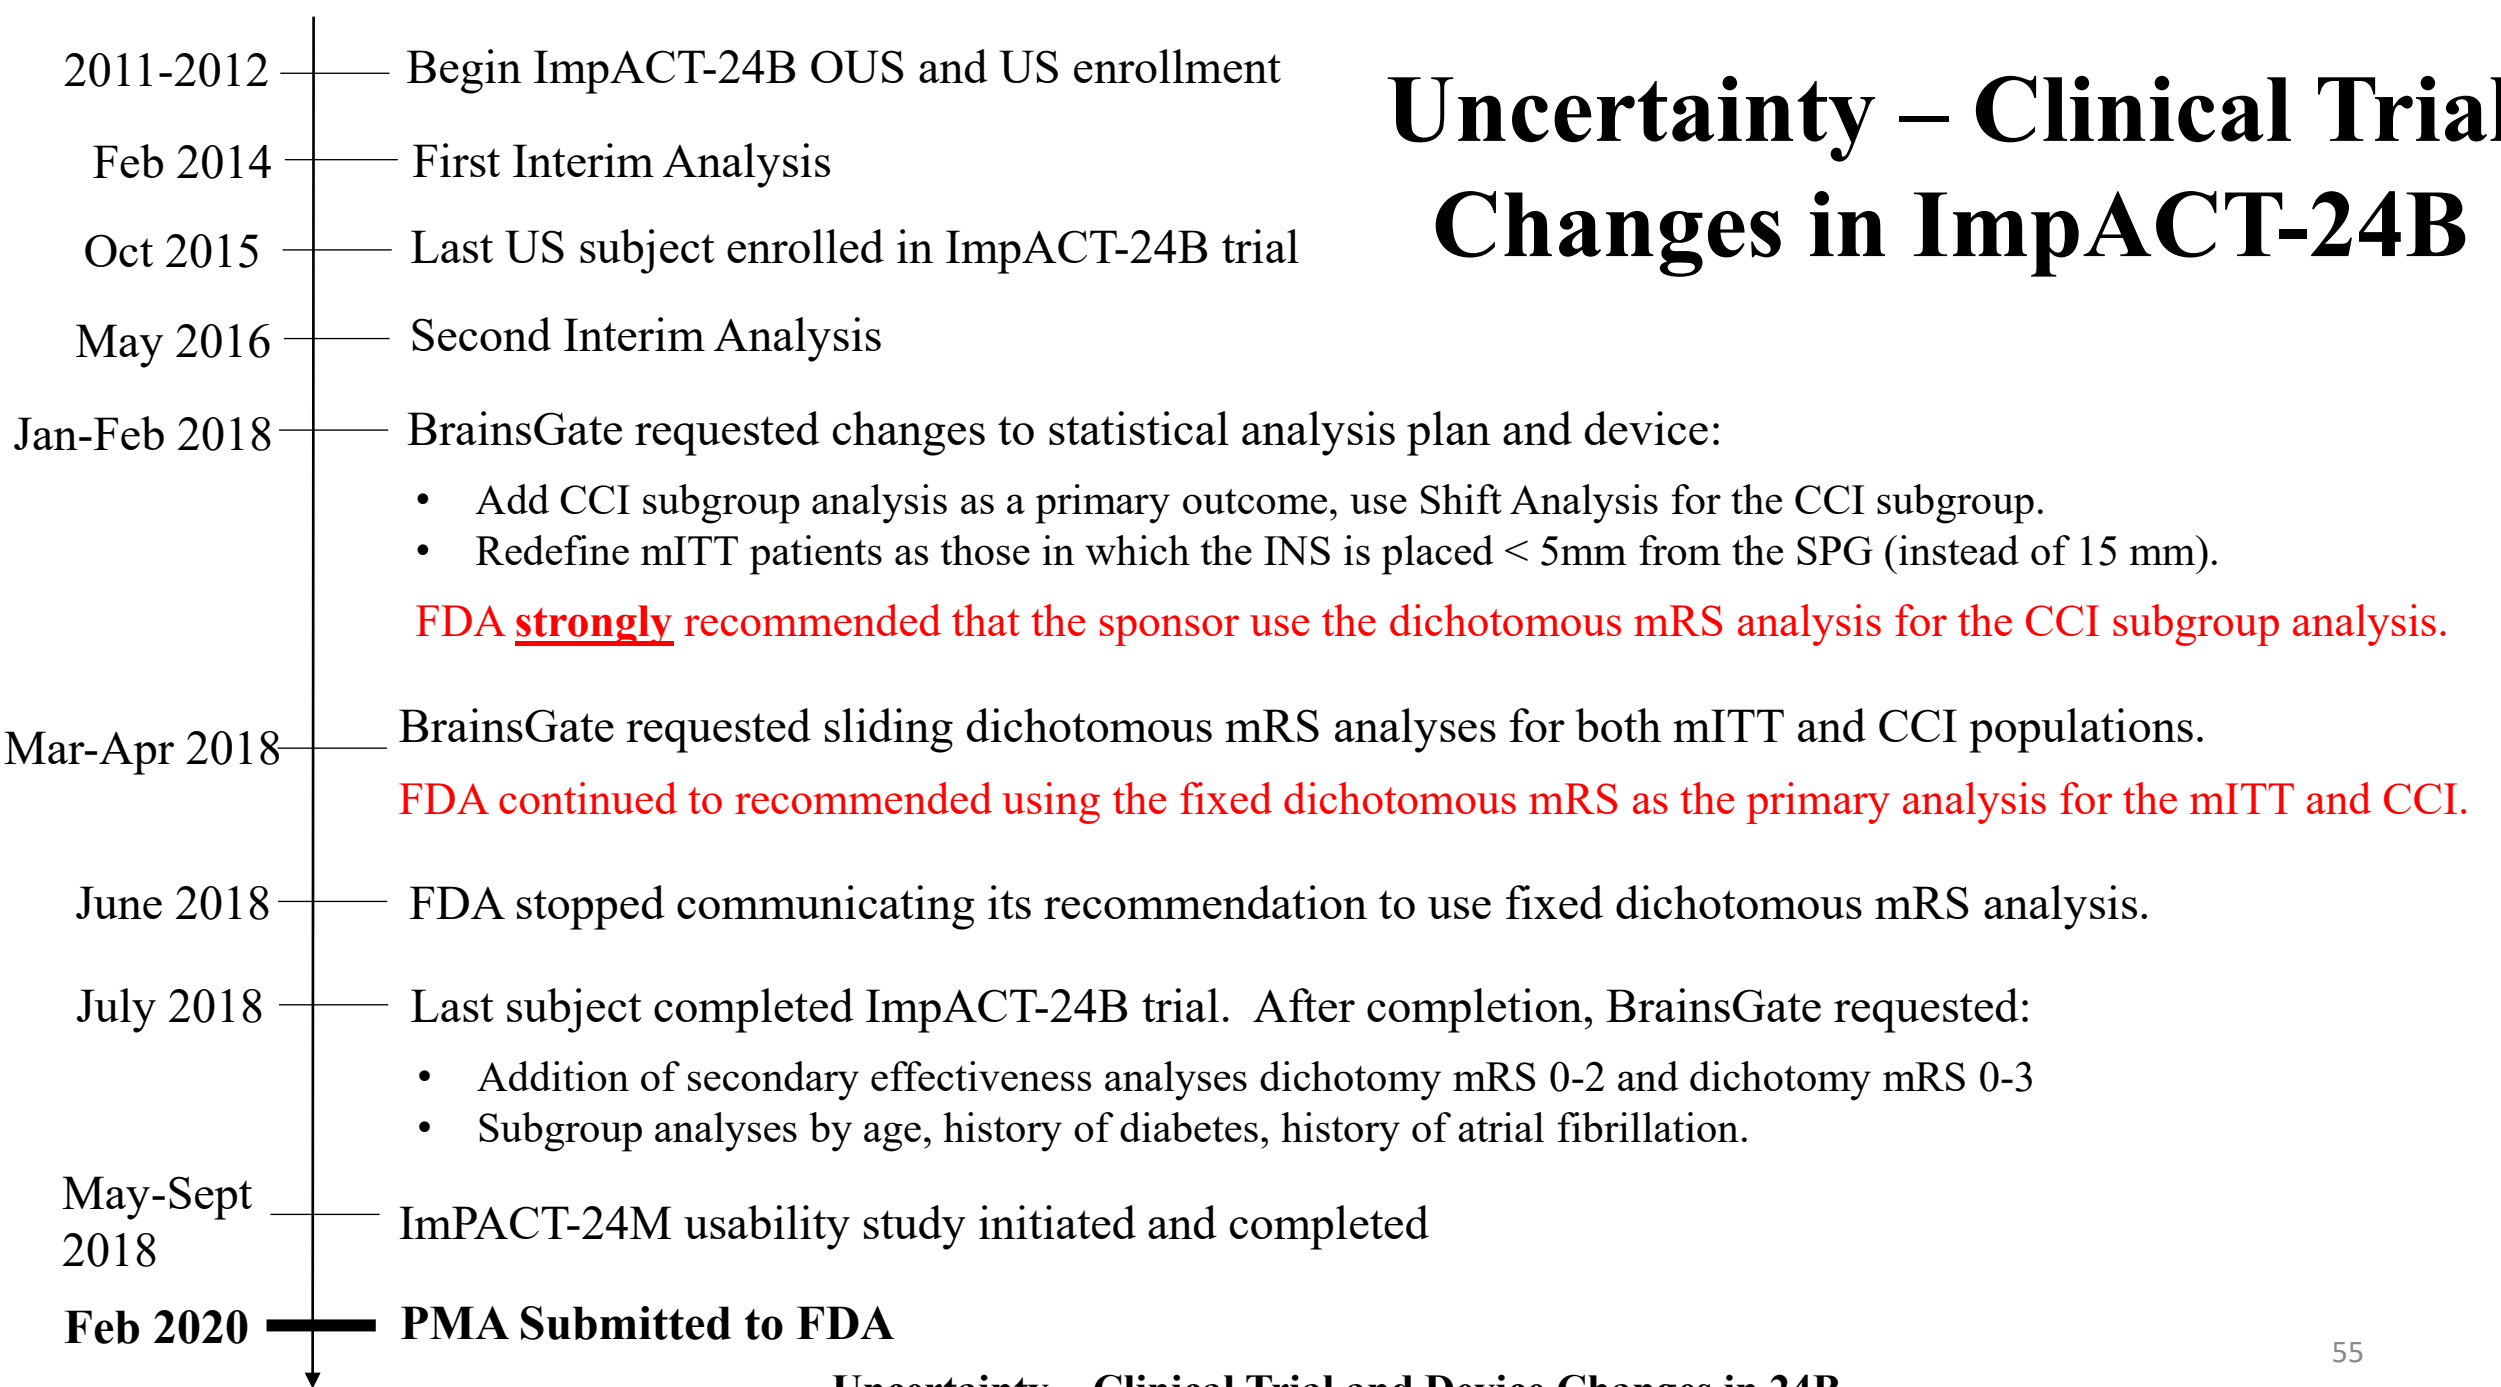 Uncertainty – Clinical Trial
Changes in ImpACT-24B
2011-2012 Begin ImpACT-24B OUS and US enrollment
Feb 2014 First Interim Analysis
Oct 2015 Last US subject enrolled in ImpACT-24B trial
May 2016 Second Interim Analysis
Jan-Feb 2018 BrainsGate requested changes to statistical analysis plan and device:
• Add CCI subgroup analysis as a primary outcome, use Shift Analysis for the CCI subgroup.
• Redefine mITT patients as those in which the INS is placed < 5mm from the SPG (instead of 15 mm).
FDA strongly recommended that the sponsor use the dichotomous mRS analysis for the CCI subgroup analysis.
Mar-Apr 2018 BrainsGate requested sliding dichotomous mRS analyses for both mITT and CCI populations.
FDA continued to recommended using the fixed dichotomous mRS as the primary analysis for the mITT and CCI.
June 2018 FDA stopped communicating its recommendation to use fixed dichotomous mRS analysis.
July 2018 Last subject completed ImpACT-24B trial. After completion, BrainsGate requested:
• Addition of secondary effectiveness analyses dichotomy mRS 0-2 and dichotomy mRS 0-3
• Subgroup analyses by age, history of diabetes, history of atrial fibrillation.
May-Sept
2018 ImPACT-24M usability study initiated and completed
Feb 2020 PMA Submitted to FDA
55
Uncertainty – Clinical Trial and Device Changes in 24B